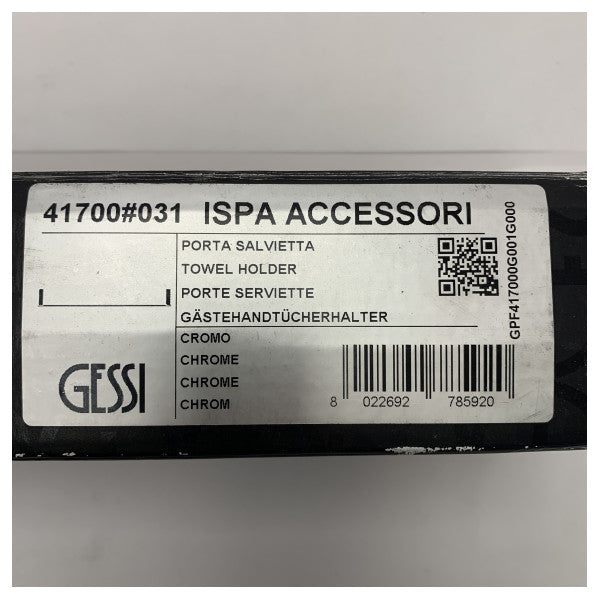 41700#031 ISPA ACCESSORI
PORTA SALVIETTA
TOWEL HOLDER
PORTE SERVIETTE
GÄSTEHANDTÜCHERHALTER
CROMO
CHROME
CHROME
CHROM
GESSI
8 022692 785920
GPF417000G001G000